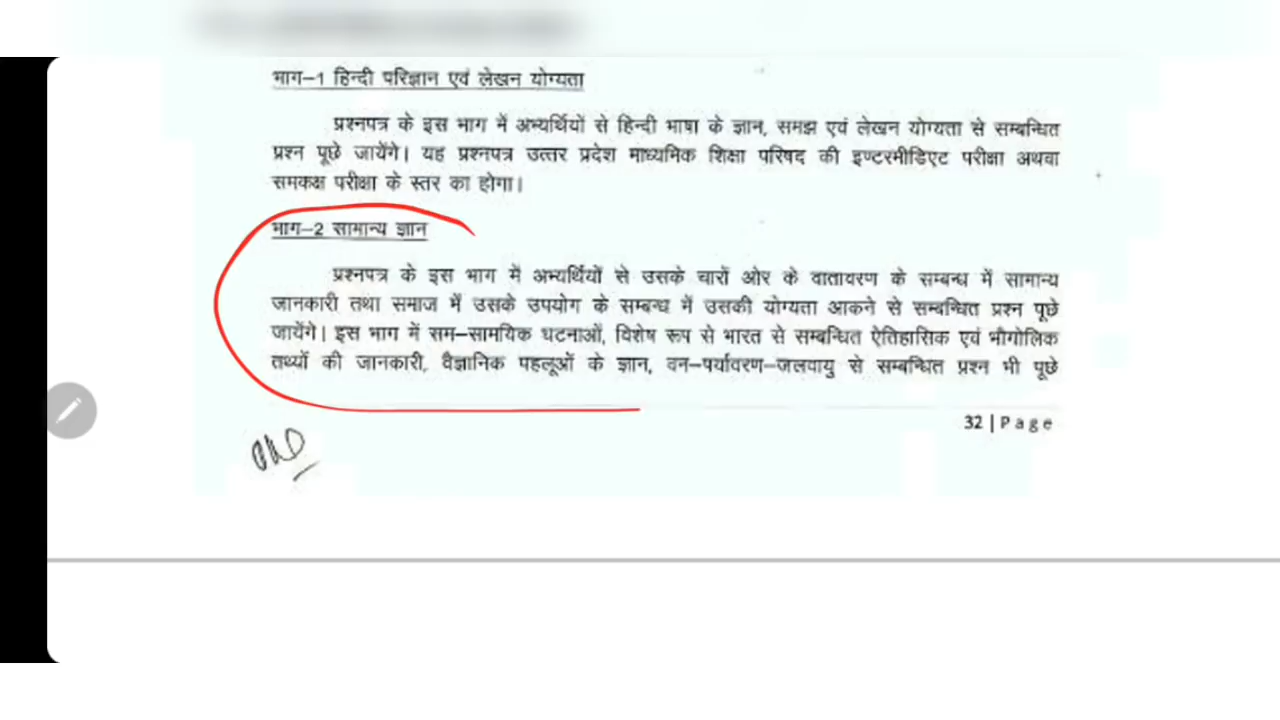 भाग–1 हिन्दी परिज्ञान एवं लेखन योग्यता
प्रश्नपत्र के इस भाग में अभ्यर्थियों से हिन्दी भाषा के ज्ञान, समझ एवं लेखन योग्यता से सम्बन्धित
प्रश्न पूछे जायेंगे। यह प्रश्नपत्र उत्तर प्रदेश माध्यमिक शिक्षा परिषद की इण्टरमीडिएट परीक्षा अथवा
समकक्ष परीक्षा के स्तर का होगा।
भाग–2 सामान्य ज्ञान
प्रश्नपत्र के इस भाग में अभ्यर्थियों से उसके चारों ओर के वातावरण के सम्बन्ध में सामान्य
जानकारी तथा समाज में उसके उपयोग के सम्बन्ध में उसकी योग्यता आकने से सम्बन्धित प्रश्न पूछे
जायेंगे। इस भाग में सम–सामयिक घटनाओं, विशेष रूप से भारत से सम्बन्धित ऐतिहासिक एवं भौगोलिक
तथ्यों की जानकारी, वैज्ञानिक पहलूओं के ज्ञान, वन–पर्यावरण–जलवायु से सम्बन्धित प्रश्न भी पूछे
32 | Page